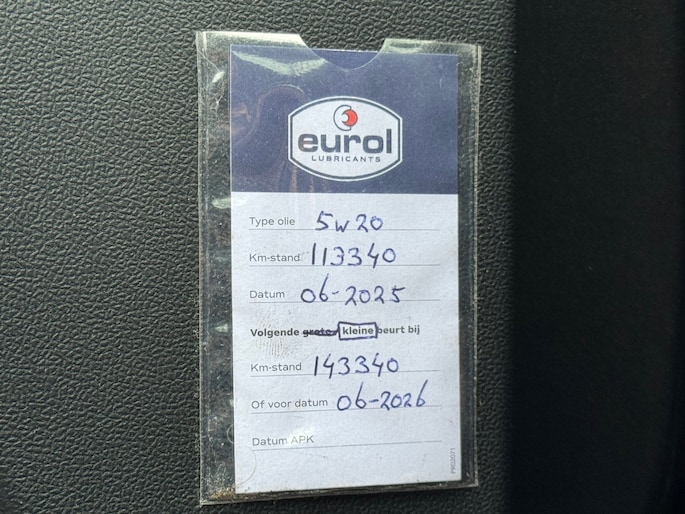 eurol
LUBRICANTS
Type olie 5w20
Km-stand 113340
Datum 06-2025
Volgende grote/ kleine beurt bij
Km-stand 143340
Of voor datum 06-2026
Datum APK
PR02071